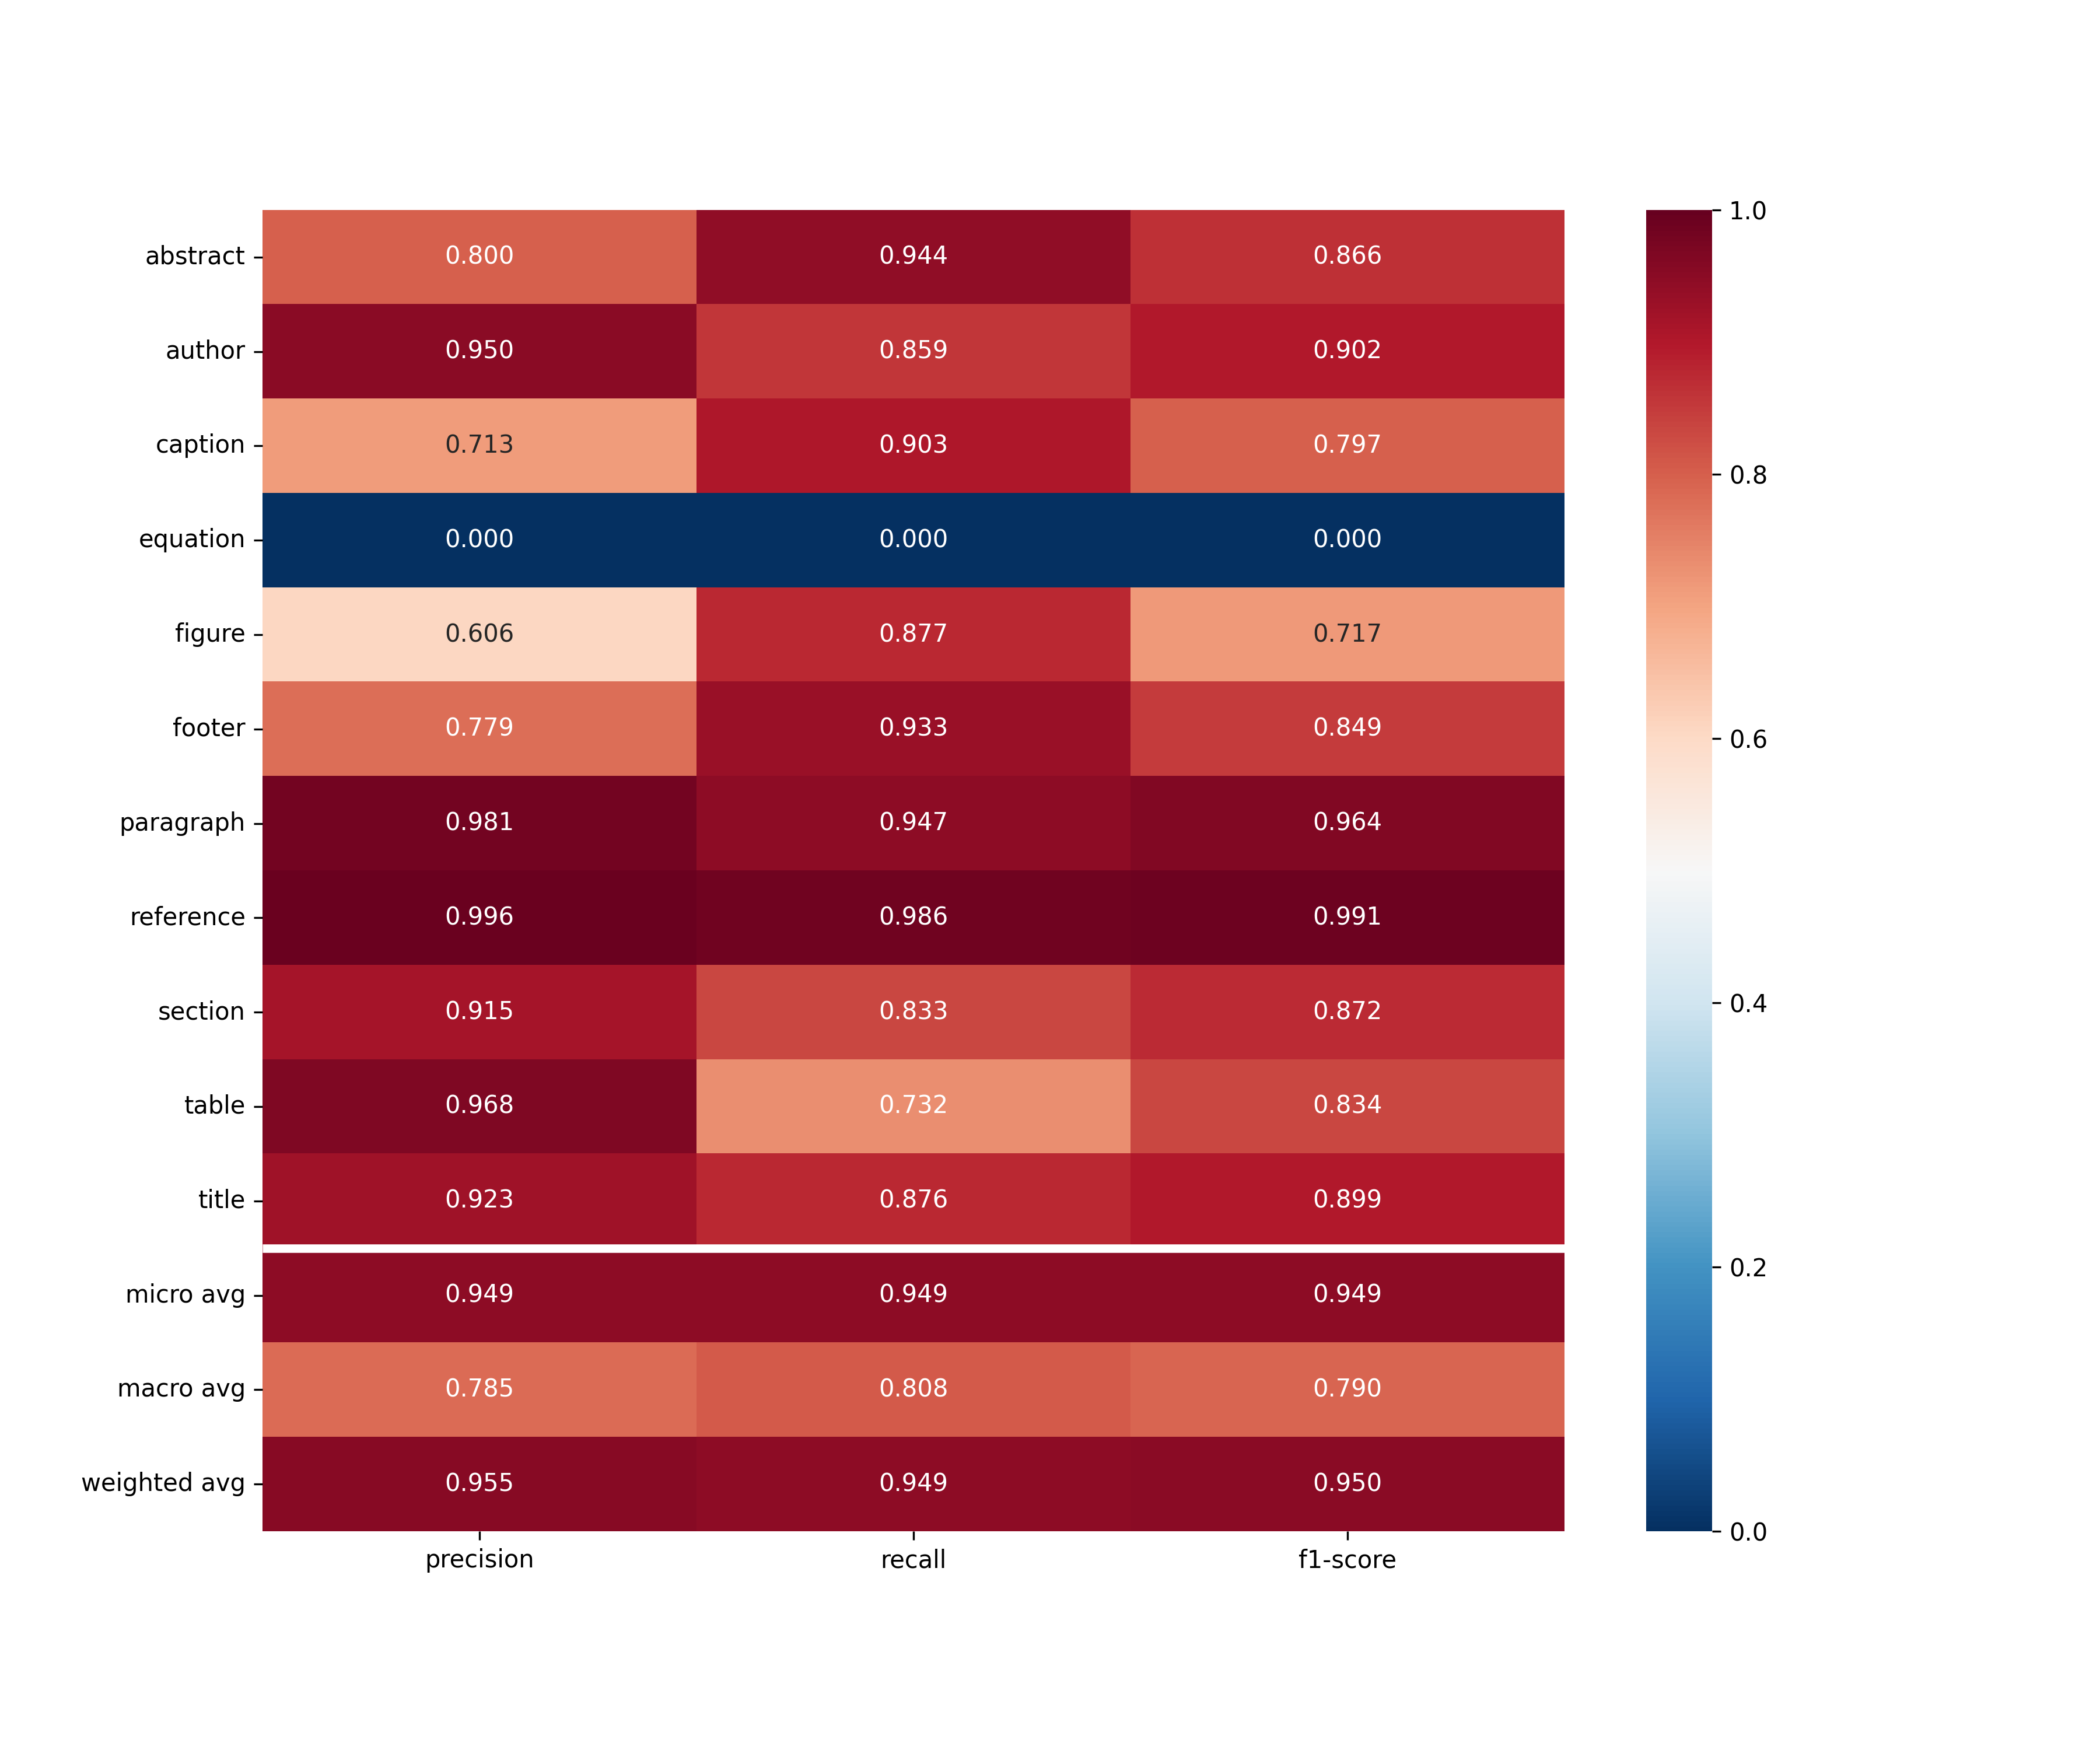 abstract 0.800 0.944 0.866 1.0
author 0.950 0.859 0.902
caption 0.713 0.903 0.797 0.8
equation 0.000 0.000 0.000
figure 0.606 0.877 0.717
footer 0.779 0.933 0.849 0.6
paragraph 0.981 0.947 0.964
reference 0.996 0.986 0.991
section 0.915 0.833 0.872 0.4
table 0.968 0.732 0.834
title 0.923 0.876 0.899
micro avg 0.949 0.949 0.949 0.2
macro avg 0.785 0.808 0.790
weighted avg 0.955 0.949 0.950
0.0
precision recall f1-score